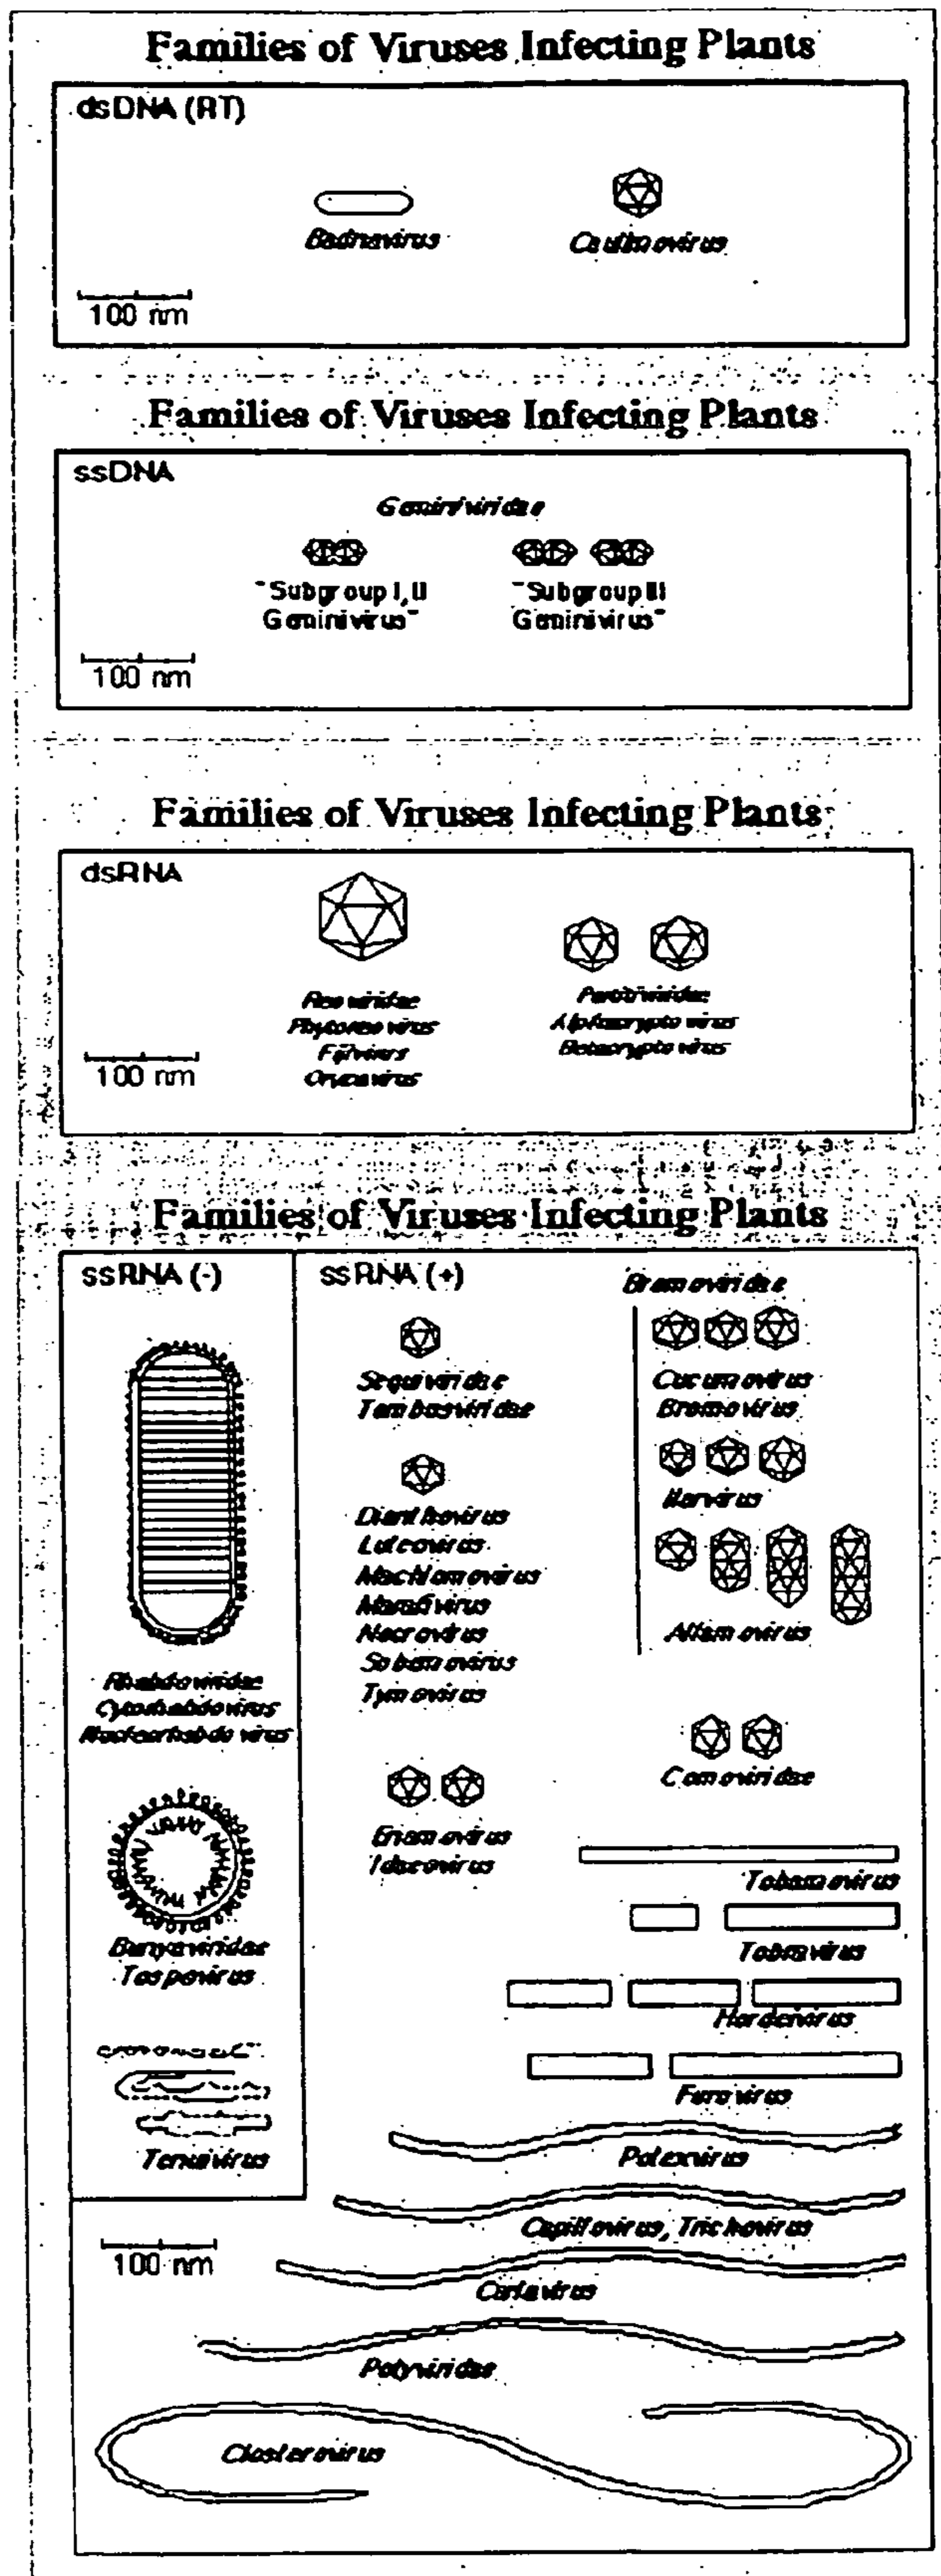 Families of Viruses Infecting Plants
dsDNA (RT)
Badnavirus
Caulimovirus
100 nm
Families of Viruses Infecting Plants
ssDNA
Geminiviridae
"Subgroup I, II
Geminivirus"
"Subgroup III
Geminivirus"
100 nm
Families of Viruses Infecting Plants
dsRNA
Reoviridae
Phytoreovirus
Fijivirus
Oryzavirus
Partitiviridae
Alphacryptovirus
Betacryptovirus
100 nm
Families of Viruses Infecting Plants
ssRNA (-)
Rhabdoviridae
Cytorhabdovirus
Nucleorhabdovirus
Bunyaviridae
Tospovirus
Tenuivirus
ssRNA (+)
Sequiviridae
Tombusviridae
Dianthovirus
Luteovirus
Machlomovirus
Marafivirus
Necrovirus
Sobemovirus
Tymovirus
Enamovirus
Idaeovirus
Bromoviridae
Cucumovirus
Bromovirus
Ilarvirus
Alfamovirus
Comoviridae
Tobamovirus
Tobravirus
Hordeivirus
Furovirus
Potexvirus
Capillovirus, Trichovirus
Carlavirus
Potyviridae
Closterovirus
100 nm